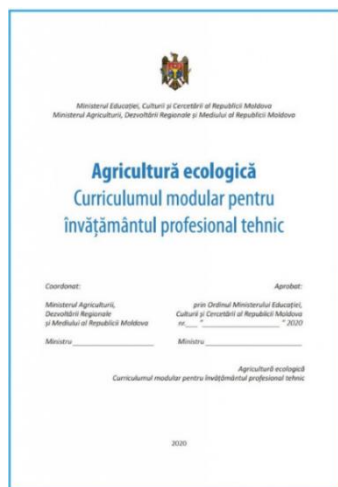 Ministerul Educației, Culturii și Cercetării al Republicii Moldova
Ministerul Agriculturii, Dezvoltării Regionale și Mediului al Republicii Moldova
Agricultură ecologică
Curriculumul modular pentru
învățământul profesional tehnic
Coordonat:
Ministerul Agriculturii,
Dezvoltării Regionale
și Mediului al Republicii Moldova
Ministru
Aprobat:
prin Ordinul Ministerului Educației,
Culturii și Cercetării al Republicii Moldova
nr.___ "___________________" 2020
Ministru
Agricultură ecologică
Curriculumul modular pentru învățământul profesional tehnic
2020